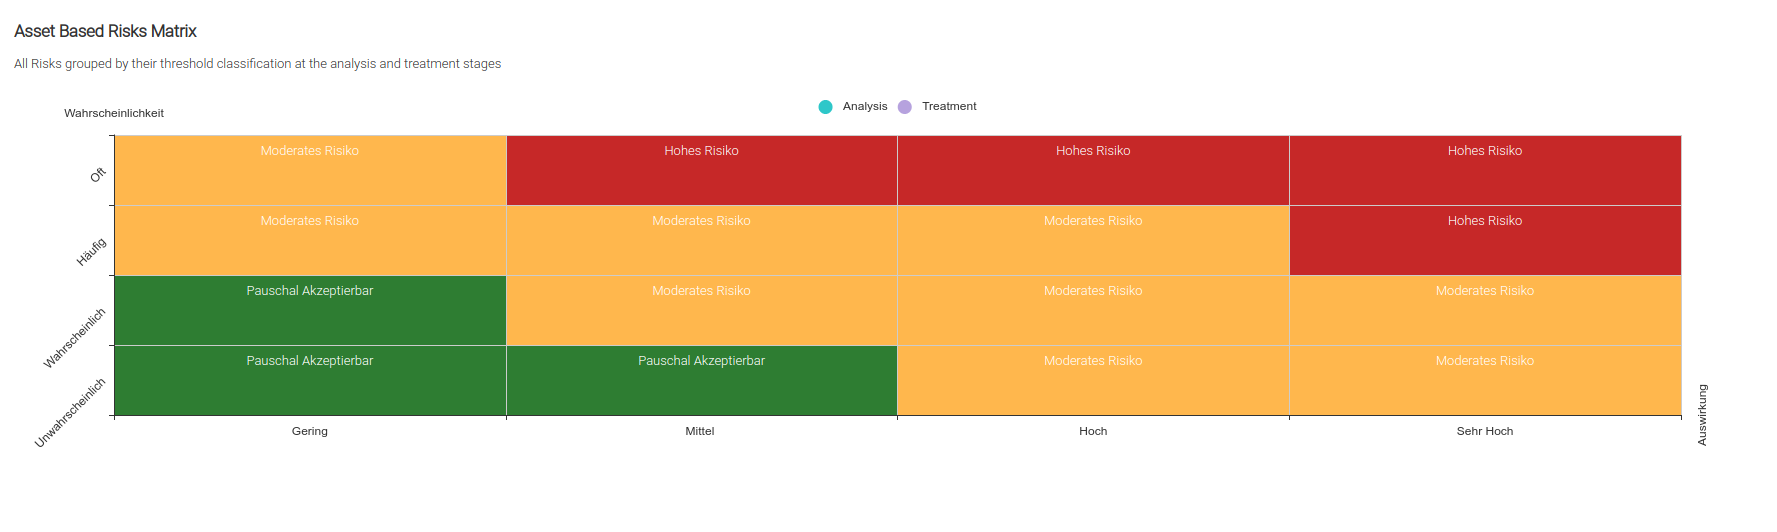 Asset Based Risks Matrix
All Risks grouped by their threshold classification at the analysis and treatment stages
Analysis Treatment
Wahrscheinlichkeit
Oft
Moderates Risiko Hohes Risiko Hohes Risiko Hohes Risiko
Häufig
Moderates Risiko Moderates Risiko Moderates Risiko Hohes Risiko
Wahrscheinlich
Pauschal Akzeptierbar Moderates Risiko Moderates Risiko Moderates Risiko
Unwahrscheinlich
Pauschal Akzeptierbar Pauschal Akzeptierbar Moderates Risiko Moderates Risiko
Gering Mittel Hoch Sehr Hoch
Auswirkung